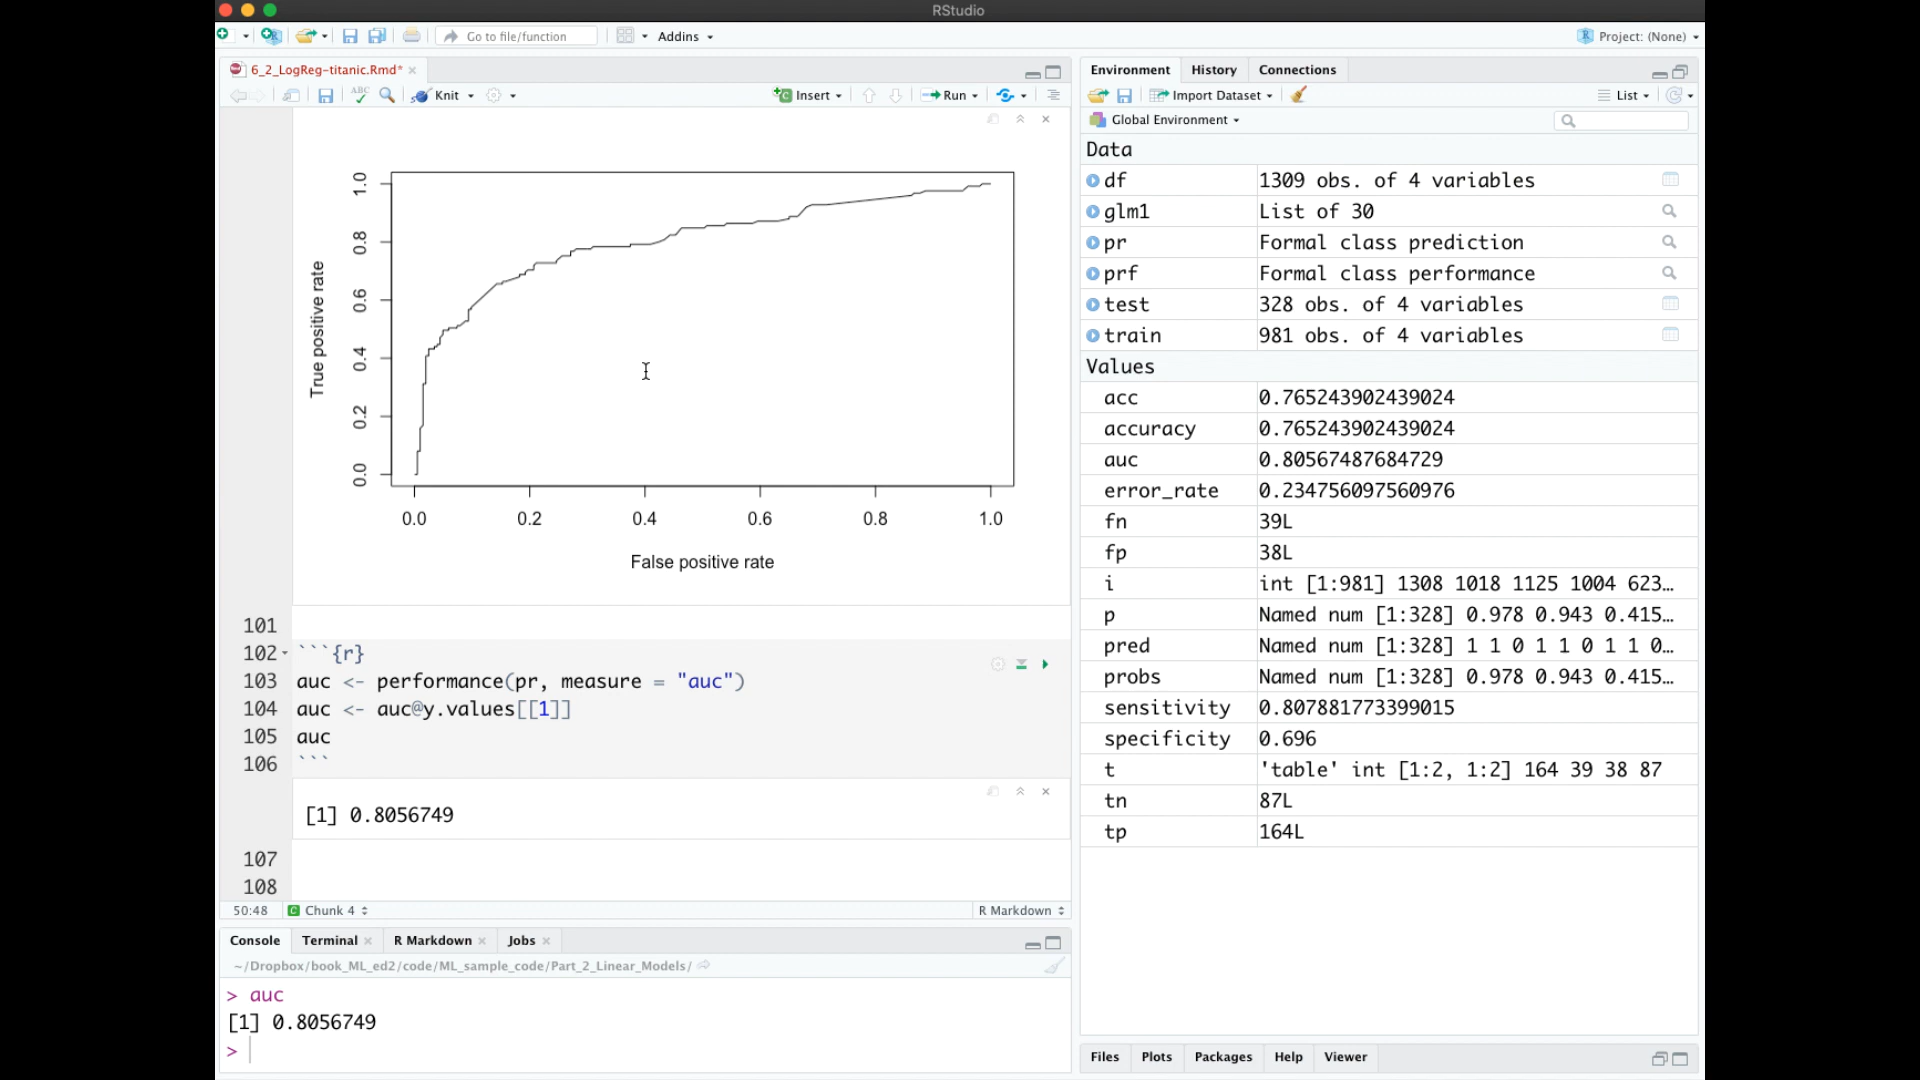 RStudio
Go to file/function
Addins
Project: (None)
6_2_LogReg-titanic.Rmd*
ABC
Knit
Insert
Run
1.0
0.8
0.6
0.4
0.2
0.0
True positive rate
0.0 0.2 0.4 0.6 0.8 1.0
False positive rate
101
102 ```{r}
103 auc <- performance(pr, measure = "auc")
104 auc <- auc@y.values[[1]]
105 auc
106 ```
[1] 0.8056749
107
108
50:48 C Chunk 4 R Markdown
Console Terminal R Markdown Jobs
~/Dropbox/book_ML_ed2/code/ML_sample_code/Part_2_Linear_Models/
> auc
[1] 0.8056749
>
Environment History Connections
Import Dataset List
Global Environment
Data
df 1309 obs. of 4 variables
glm1 List of 30
pr Formal class prediction
prf Formal class performance
test 328 obs. of 4 variables
train 981 obs. of 4 variables
Values
acc 0.765243902439024
accuracy 0.765243902439024
auc 0.80567487684729
error_rate 0.234756097560976
fn 39L
fp 38L
i int [1:981] 1308 1018 1125 1004 623…
p Named num [1:328] 0.978 0.943 0.415…
pred Named num [1:328] 1 1 0 1 1 0 1 1 0…
probs Named num [1:328] 0.978 0.943 0.415…
sensitivity 0.807881773399015
specificity 0.696
t 'table' int [1:2, 1:2] 164 39 38 87
tn 87L
tp 164L
Files Plots Packages Help Viewer